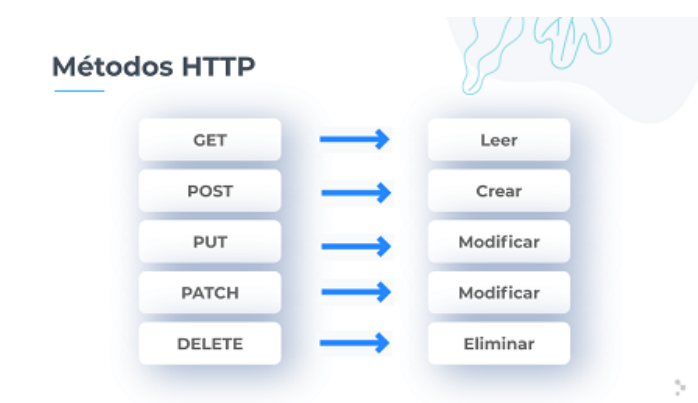 Métodos HTTP
GET
Leer
POST
Crear
PUT
Modificar
PATCH
Modificar
DELETE
Eliminar